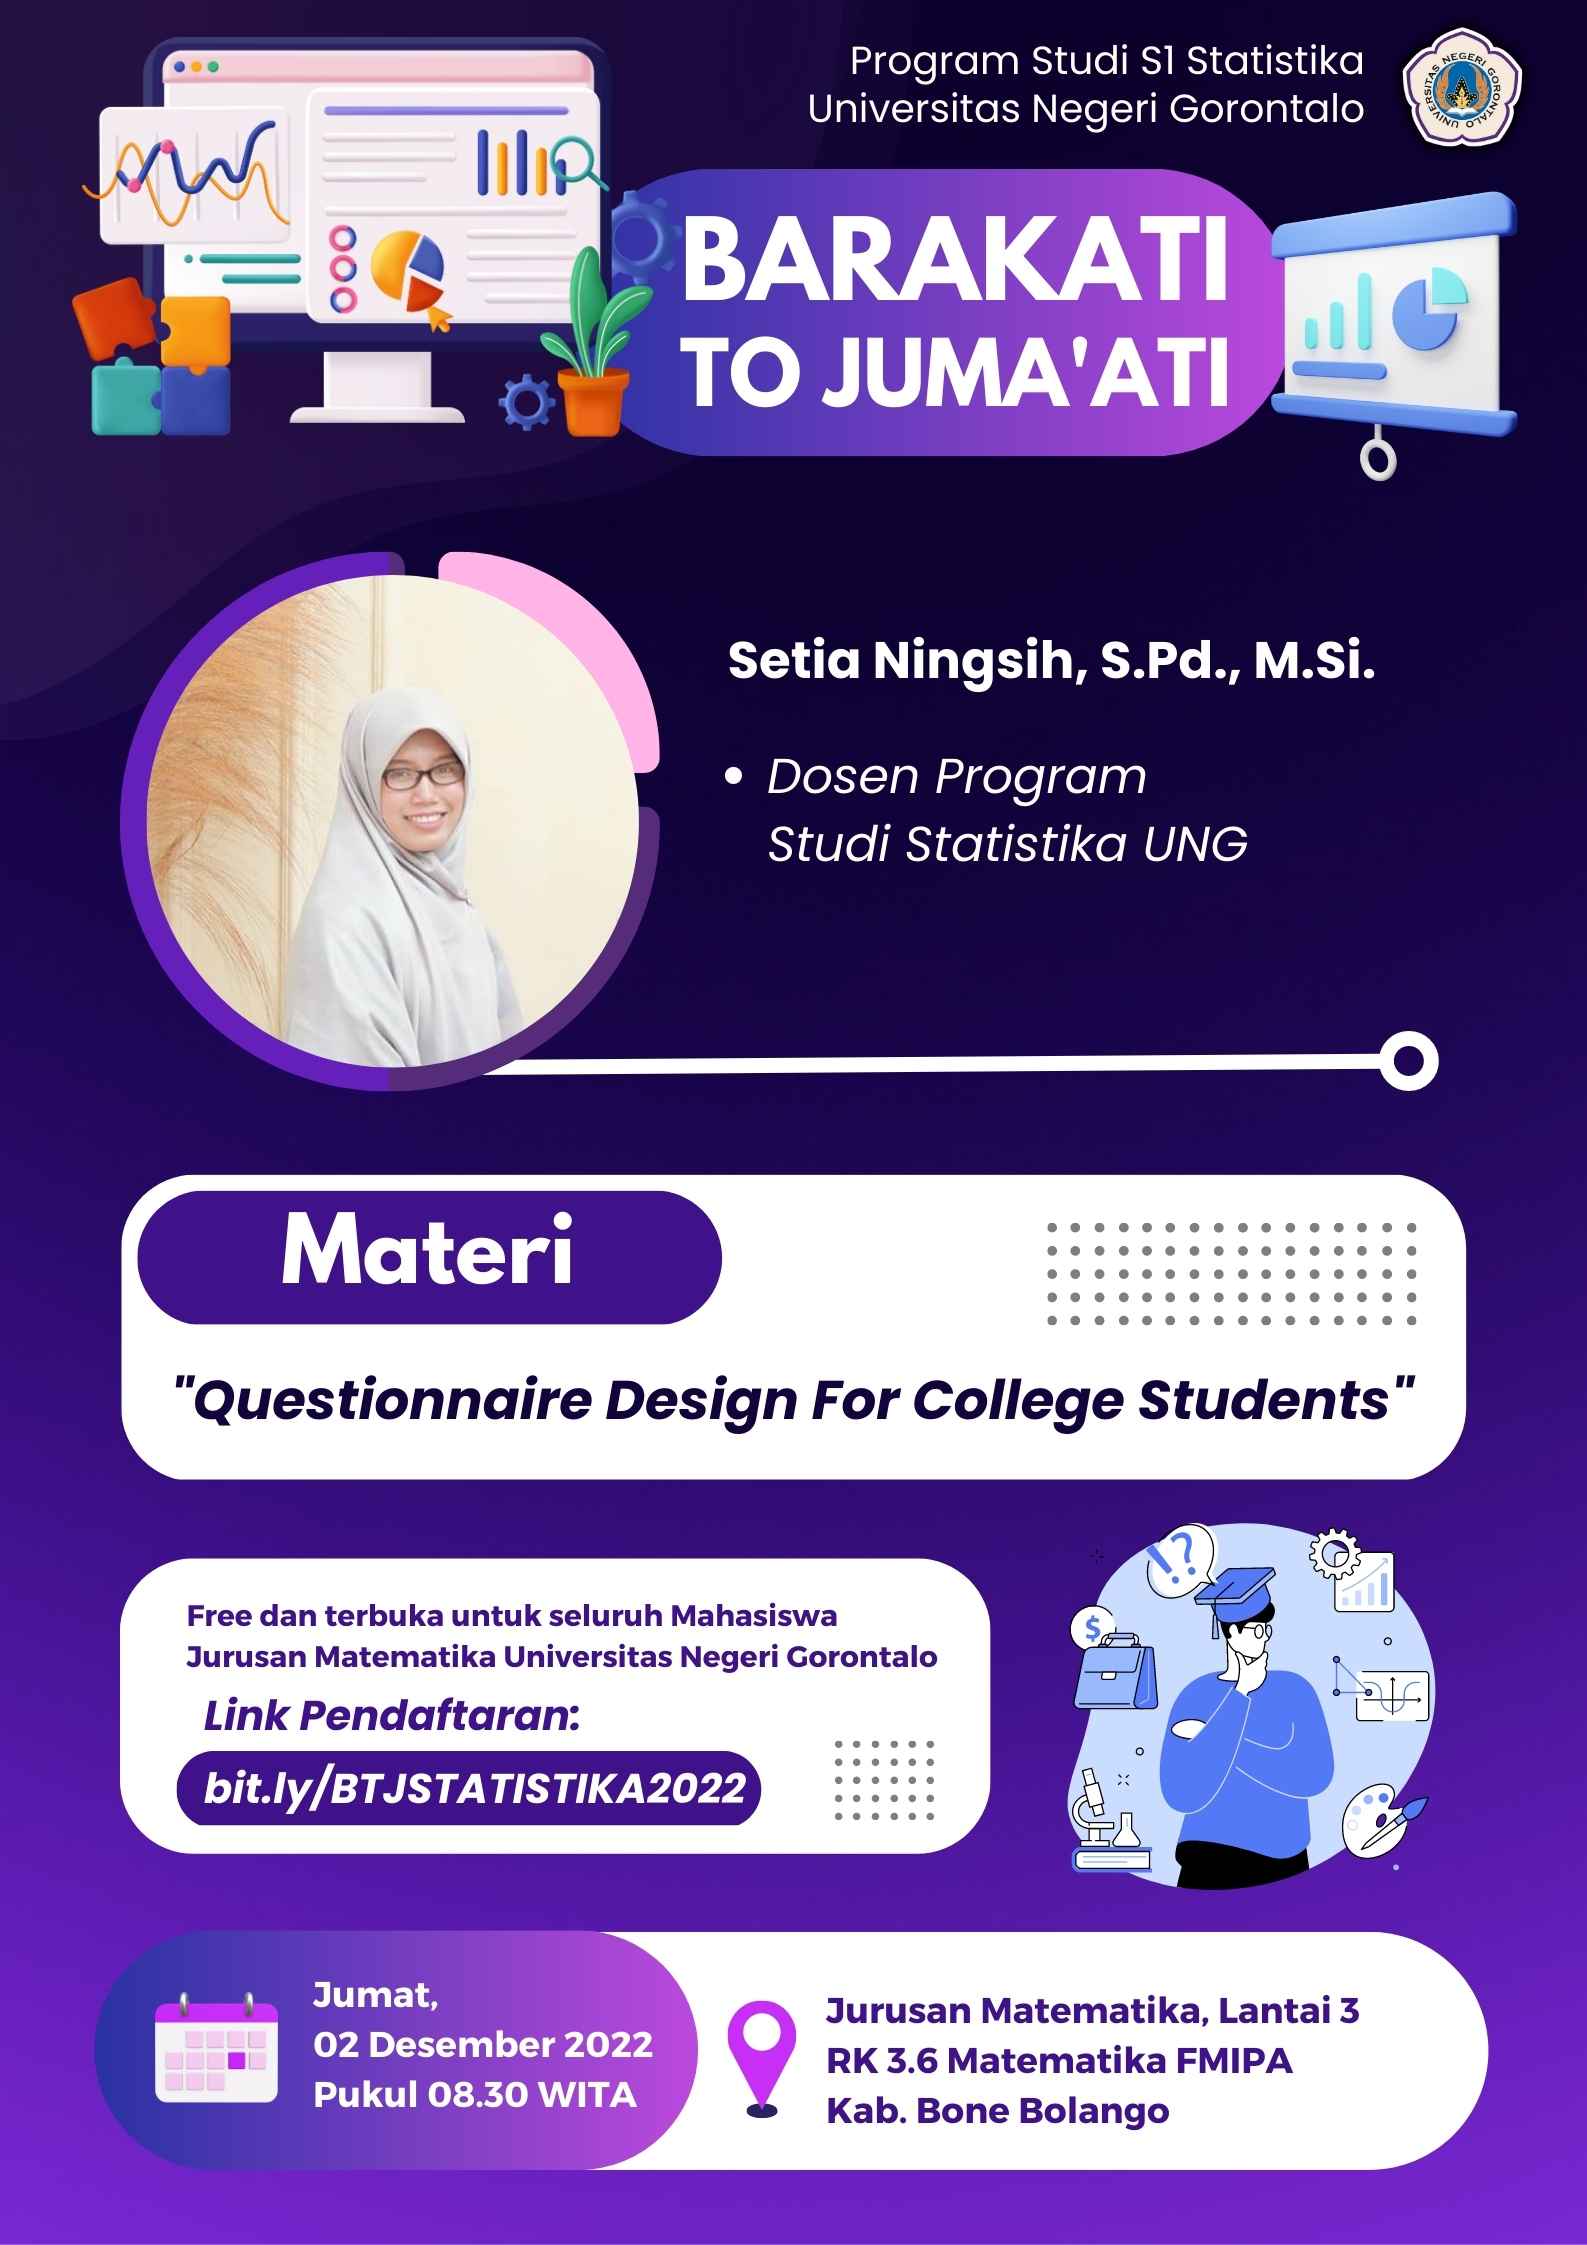 Program Studi S1 Statistika
Universitas Negeri Gorontalo
UNIVERSITAS NEGERI GORONTALO
BARAKATI
TO JUMA'ATI
Setia Ningsih, S.Pd., M.Si.
• Dosen Program
Studi Statistika UNG
Materi
"Questionnaire Design For College Students"
!?
$
Free dan terbuka untuk seluruh Mahasiswa
Jurusan Matematika Universitas Negeri Gorontalo
Link Pendaftaran:
bit.ly/BTJSTATISTIKA2022
Jumat,
02 Desember 2022
Pukul 08.30 WITA
Jurusan Matematika, Lantai 3
RK 3.6 Matematika FMIPA
Kab. Bone Bolango